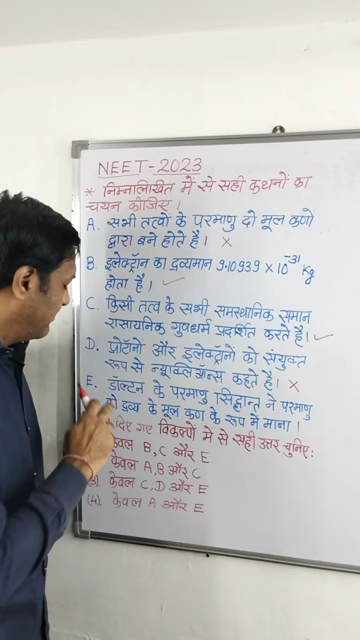 NEET-2023
* निम्नलिखित में से सही कथनों का
चयन कीजिए।
A. सभी तत्वों के परमाणु दो मूल कणों
द्वारा बने होते है। ×
B. इलेक्ट्रॉन का द्रव्यमान 9.10939 × 10⁻³¹ kg
होता है। ✓
C. किसी तत्व के सभी समस्थानिक समान
रासायनिक गुणधर्म प्रदर्शित करते है। ✓
D. प्रोटॉनों और इलेक्ट्रॉनों को संयुक्त
रूप से न्यूक्लिऑन्स कहते है। ×
E. डाल्टन के परमाणु सिद्धान्त ने परमाणु
द्रव्य के मूल कण के रूप मे माना।
दिए गए विकल्पों में से सही उत्तर चुनिए:
B, C और E
केवल A, B और C
केवल C, D और E
(4). केवल A और E